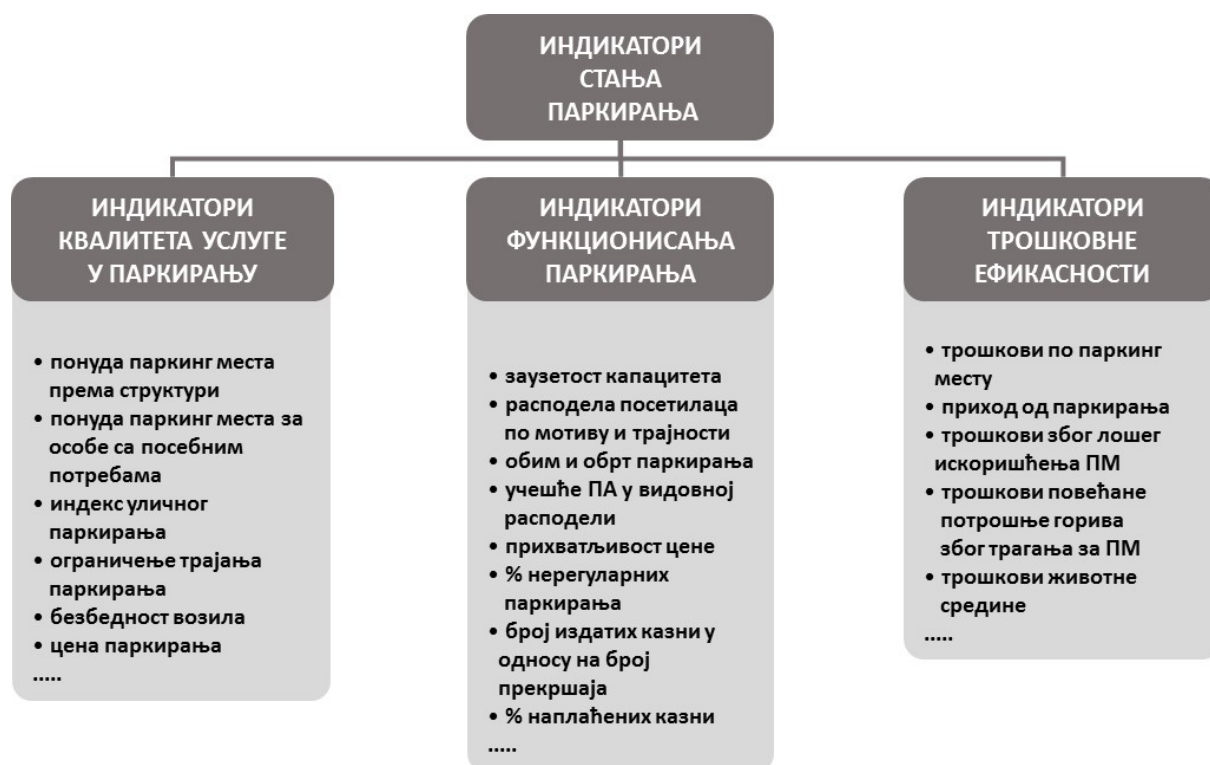 ИНДИКАТОРИ
СТАЊА
ПАРКИРАЊА
ИНДИКАТОРИ
КВАЛИТЕТА УСЛУГЕ
У ПАРКИРАЊУ
• понуда паркинг места
према структури
• понуда паркинг места за
особе са посебним
потребама
• индекс уличног
паркирања
• ограничење трајања
паркирања
• безбедност возила
• цена паркирања
.....
ИНДИКАТОРИ
ФУНКЦИОНИСАЊА
ПАРКИРАЊА
• заузетост капацитета
• расподела посетилаца
по мотиву и трајности
• обим и обрт паркирања
• учешће ПА у видовној
расподели
• прихватљивост цене
• % нерегуларних
паркирања
• број издатих казни у
односу на број
прекршаја
• % наплаћених казни
.....
ИНДИКАТОРИ
ТРОШКОВНЕ
ЕФИКАСНОСТИ
• трошкови по паркинг
месту
• приход од паркирања
• трошкови због лошег
искоришћења ПМ
• трошкови повећане
потрошње горива
због трагања за ПМ
• трошкови животне
средине
.....